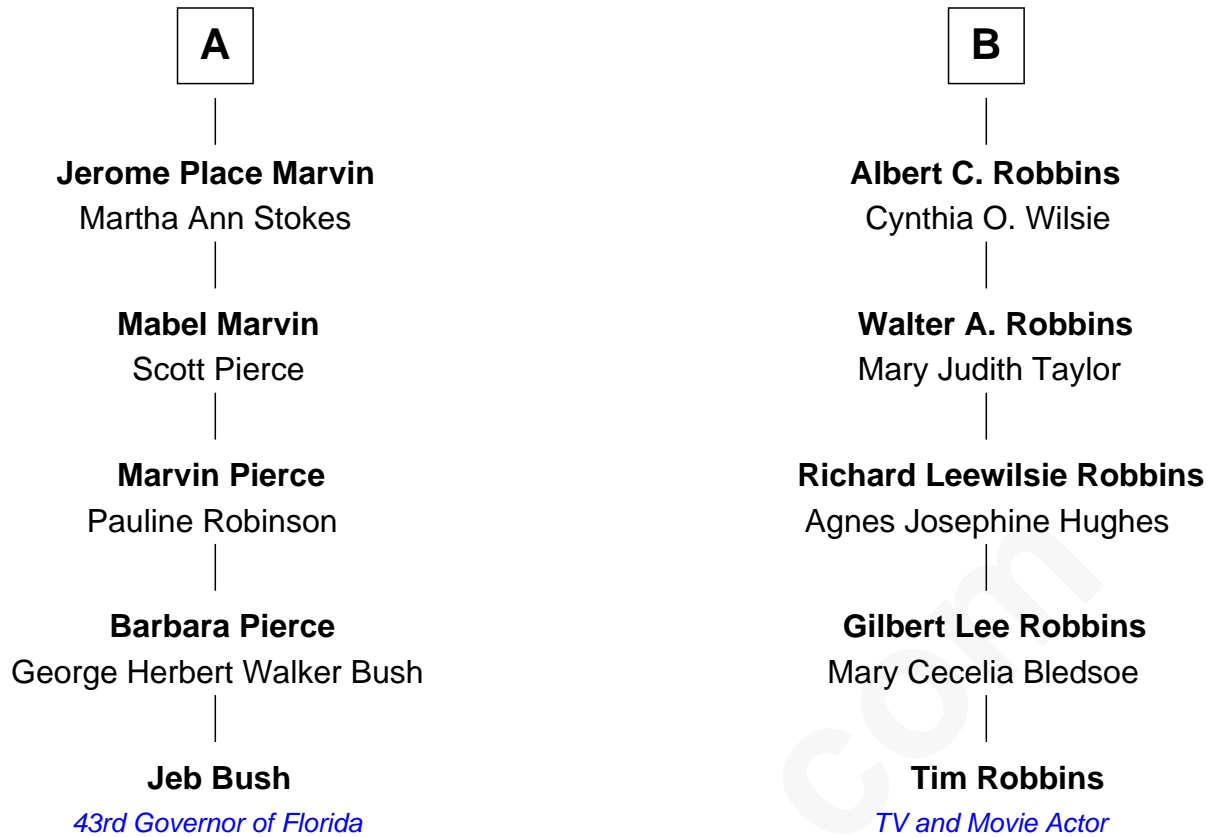 A
Jerome Place Marvin
Martha Ann Stokes
Mabel Marvin
Scott Pierce
Marvin Pierce
Pauline Robinson
Barbara Pierce
George Herbert Walker Bush
Jeb Bush
43rd Governor of Florida
B
Albert C. Robbins
Cynthia O. Wilsie
Walter A. Robbins
Mary Judith Taylor
Richard Leewilsie Robbins
Agnes Josephine Hughes
Gilbert Lee Robbins
Mary Cecelia Bledsoe
Tim Robbins
TV and Movie Actor
com